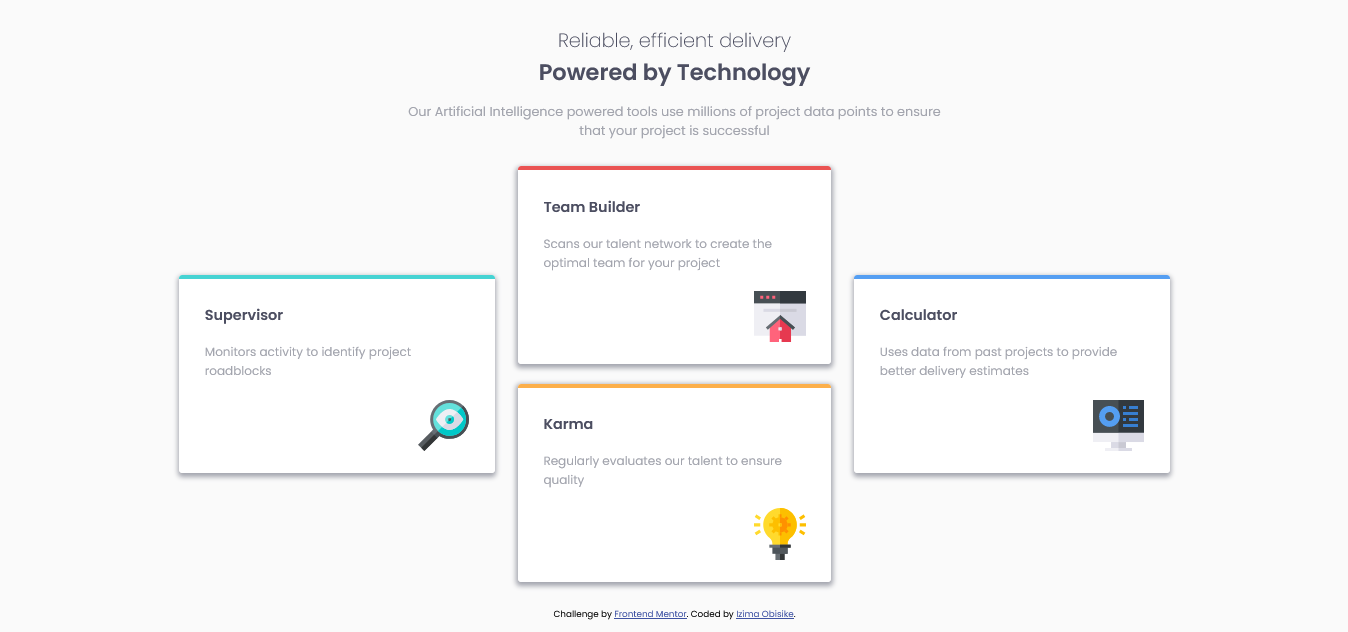 Reliable, efficient delivery
Powered by Technology
Our Artificial Intelligence powered tools use millions of project data points to ensure
that your project is successful
Supervisor
Monitors activity to identify project
roadblocks
Team Builder
Scans our talent network to create the
optimal team for your project
Karma
Regularly evaluates our talent to ensure
quality
Calculator
Uses data from past projects to provide
better delivery estimates
Challenge by Frontend Mentor. Coded by Izima Obisike.